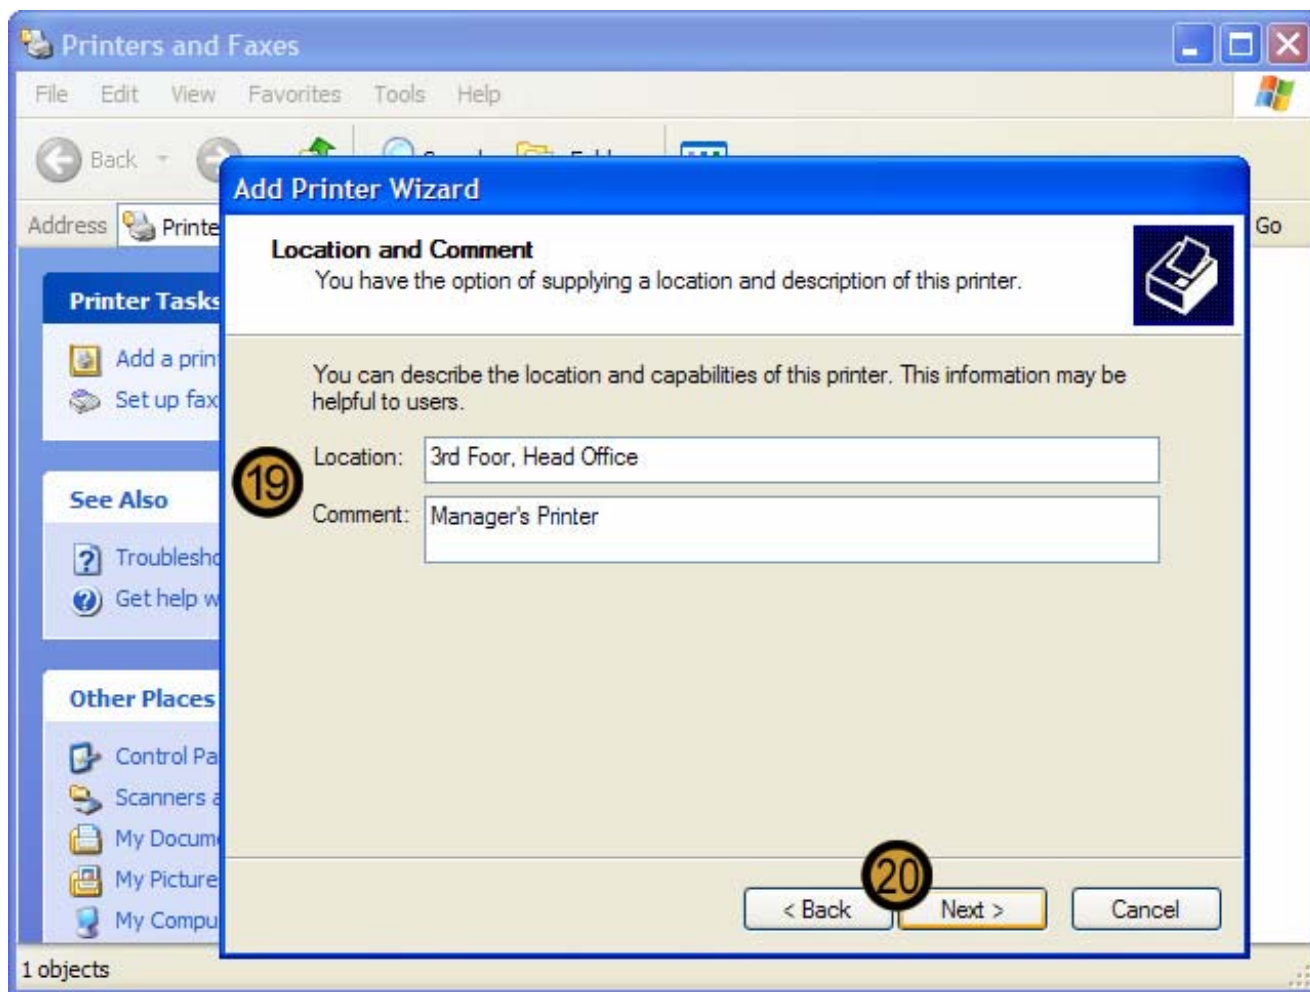 Printers and Faxes
File Edit View Favorites Tools Help
Back
Address Printe
Go
Add Printer Wizard
Location and Comment
You have the option of supplying a location and description of this printer.
You can describe the location and capabilities of this printer. This information may be
helpful to users.
19
Location: 3rd Foor, Head Office
Comment: Manager's Printer
20
< Back Next > Cancel
Printer Tasks
Add a prin
Set up fax
See Also
Troublesho
Get help w
Other Places
Control Pa
Scanners a
My Docume
My Picture
My Compu
1 objects